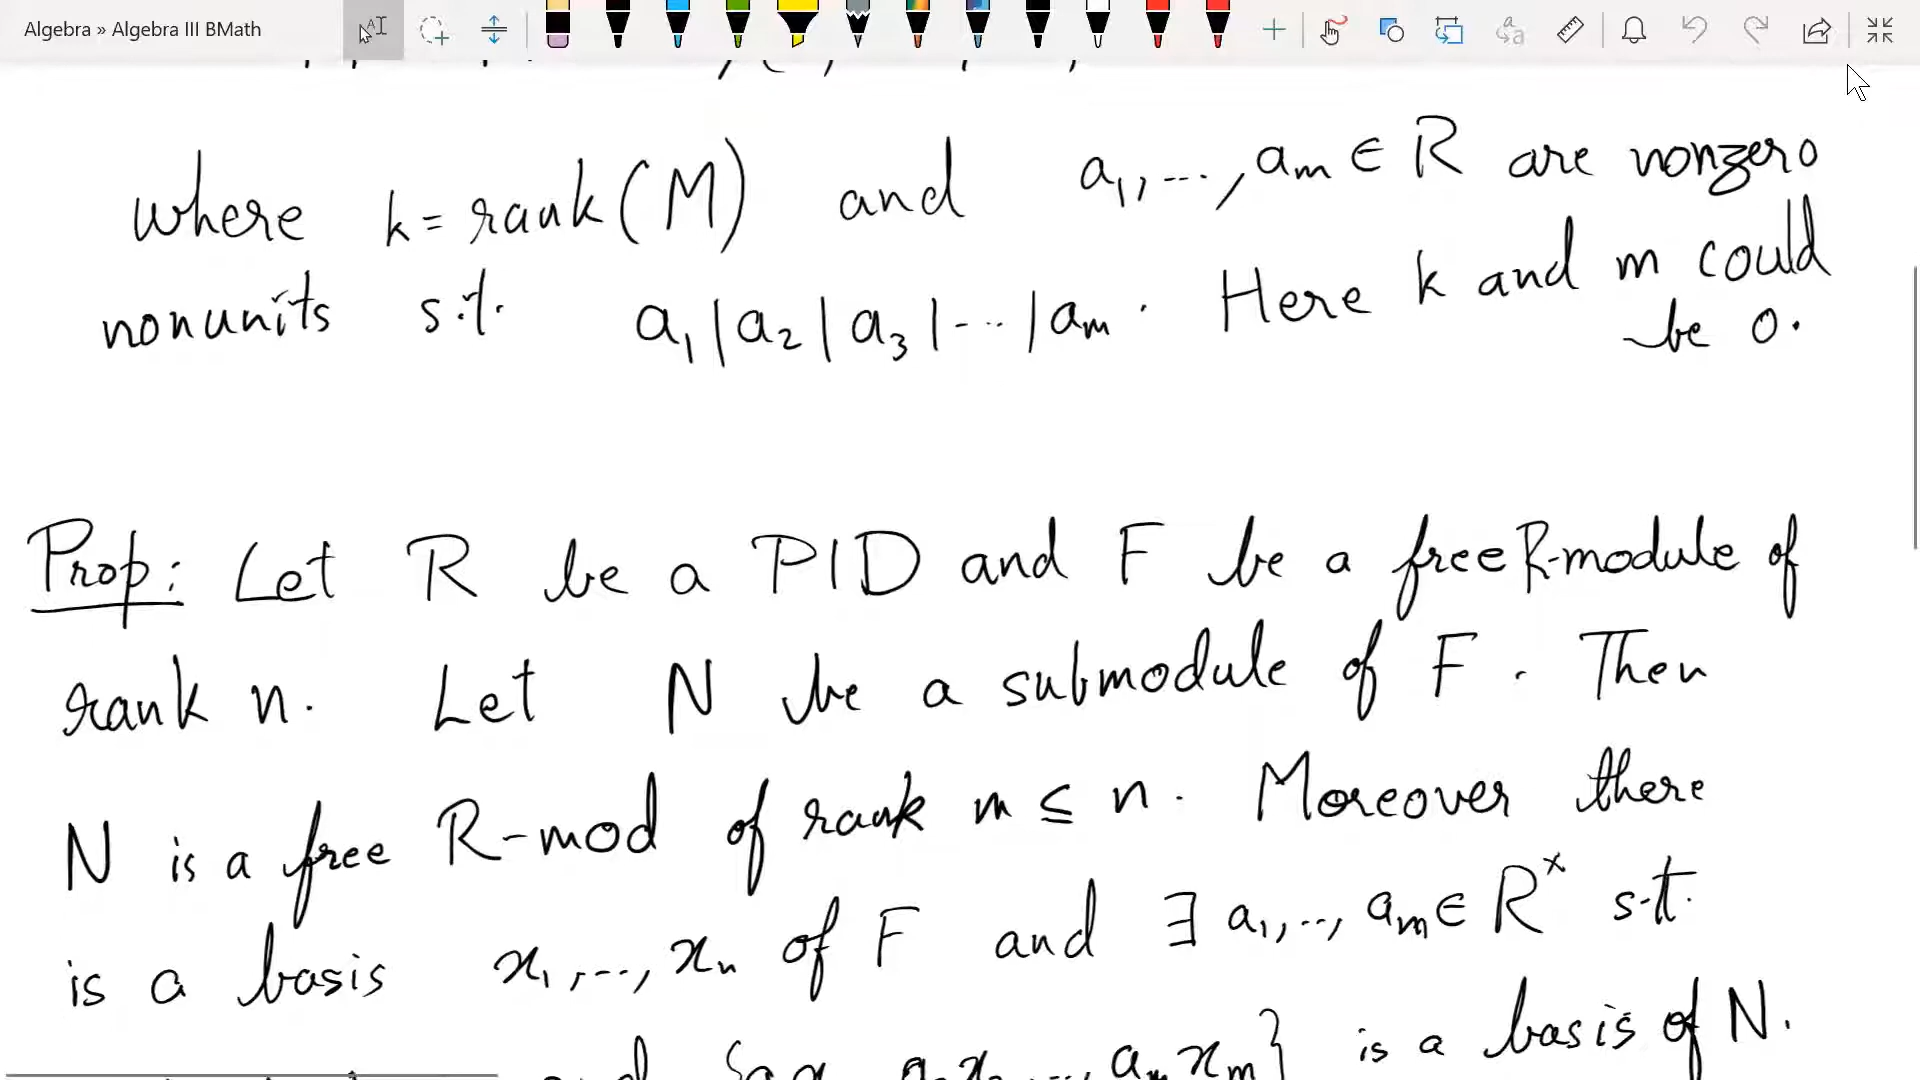 Algebra » Algebra III BMath
where k = rank(M) and a₁, ..., aₘ ∈ R are nonzero
nonunits s.t. a₁ | a₂ | a₃ | ... | aₘ . Here k and m could
be 0.
Prop: Let R be a PID and F be a free R-module of
rank n. Let N be a submodule of F. Then
N is a free R-mod of rank m ≤ n. Moreover there
is a basis x₁, ..., xₙ of F and ∃ a₁, .., aₘ ∈ Rˣ s.t.
is a basis of N.